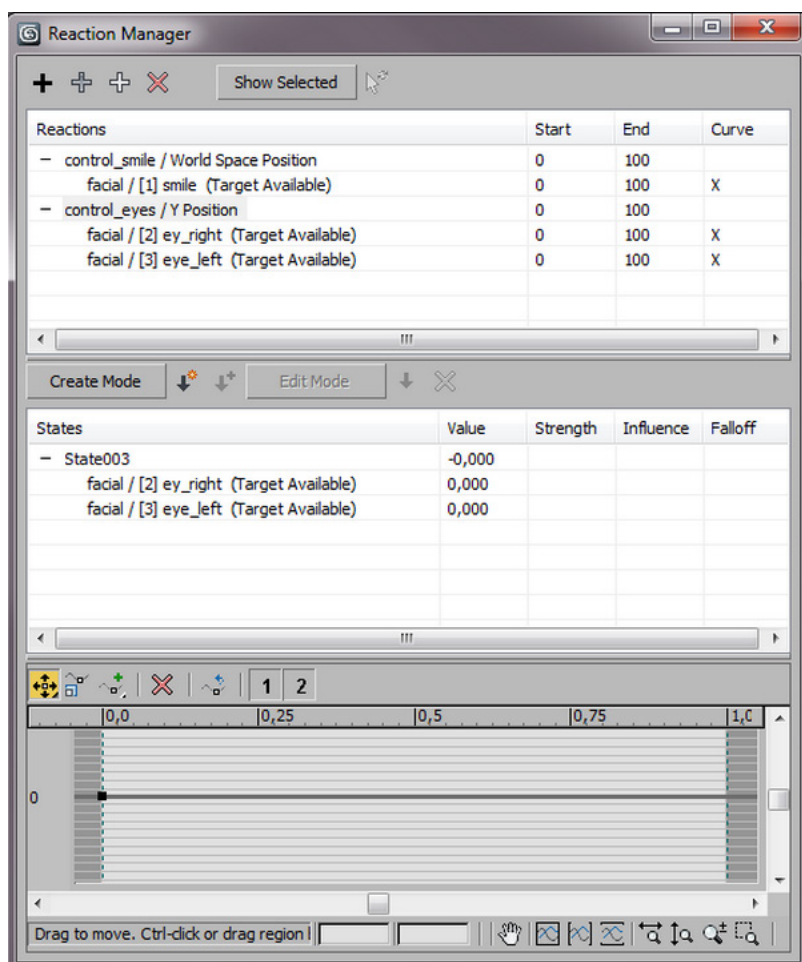 Reaction Manager
Show Selected
Reactions Start End Curve
control_smile / World Space Position 0 100
facial / [1] smile (Target Available) 0 100 X
control_eyes / Y Position 0 100
facial / [2] ey_right (Target Available) 0 100 X
facial / [3] eye_left (Target Available) 0 100 X
Create Mode Edit Mode
States Value Strength Influence Falloff
State003 -0,000
facial / [2] ey_right (Target Available) 0,000
facial / [3] eye_left (Target Available) 0,000
1 2
0,0 0,25 0,5 0,75
0
Drag to move. Ctrl-click or drag region